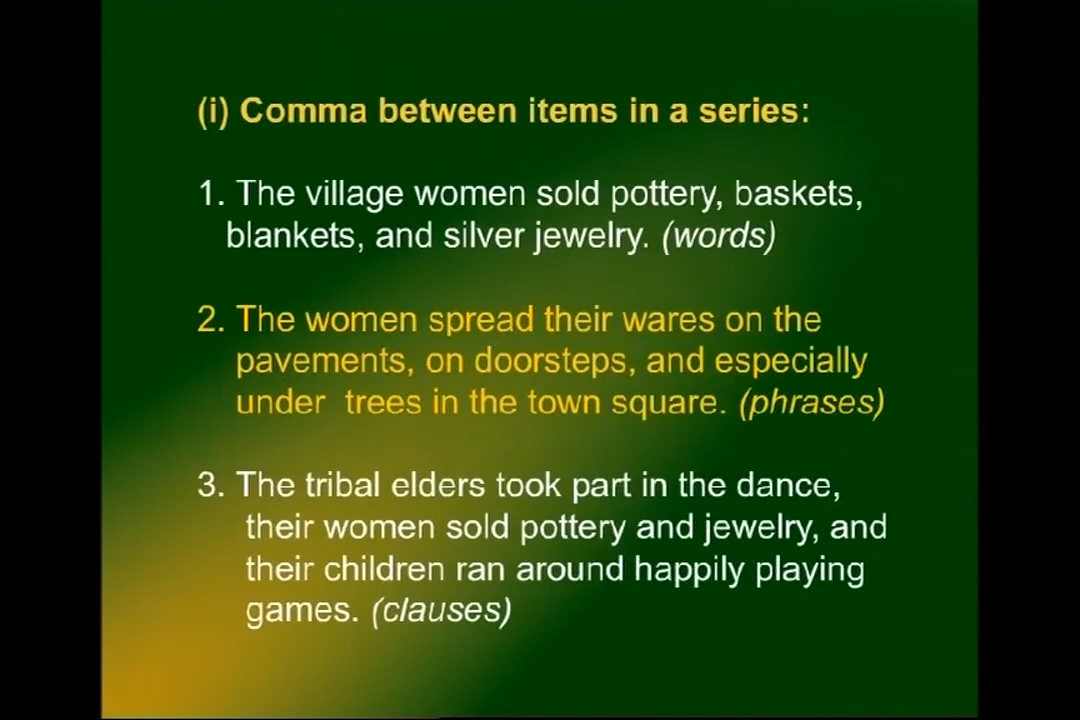 (i) Comma between items in a series:
1. The village women sold pottery, baskets,
blankets, and silver jewelry. (words)
2. The women spread their wares on the
pavements, on doorsteps, and especially
under trees in the town square. (phrases)
3. The tribal elders took part in the dance,
their women sold pottery and jewelry, and
their children ran around happily playing
games. (clauses)